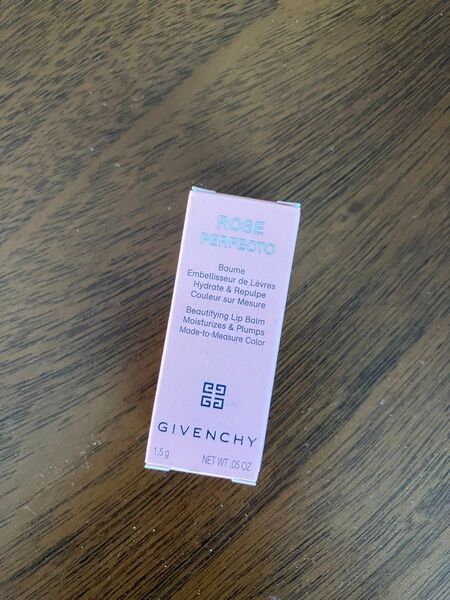 ROSE
PERFECTO
Baume
Embellisseur de Lèvres
Hydrate & Repulpe
Couleur sur Mesure
Beautifying Lip Balm
Moisturizes & Plumps
Made-to-Measure Color
GIVENCHY
1,5 g NET WT .05 OZ